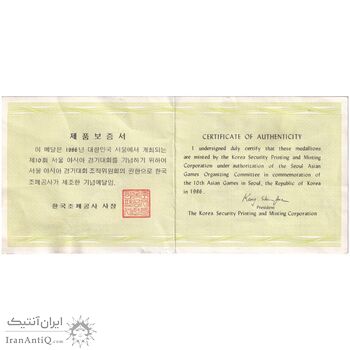 제 품 보 증 서
이 메달은 1986년 대한민국 서울에서 개최되는
제10회 서울 아시아 경기대회를 기념하기 위하여
서울 아시아 경기대회 조직위원회의 권한으로 한국
조폐공사가 제조한 기념메달임.
한국조폐공사 사장
CERTIFICATE OF AUTHENTICITY
I undersigned duly certify that these medallions
are minted by the Korea Security Printing and Minting
Corporation under authorization of the Seoul Asian
Games Organizing Committee in commemoration of
the 10th Asian Games in Seoul, the Republic of Korea
in 1986.
President
The Korea Security Printing and Minting Corporation
ایران آنتیک
IranAntiQ.com